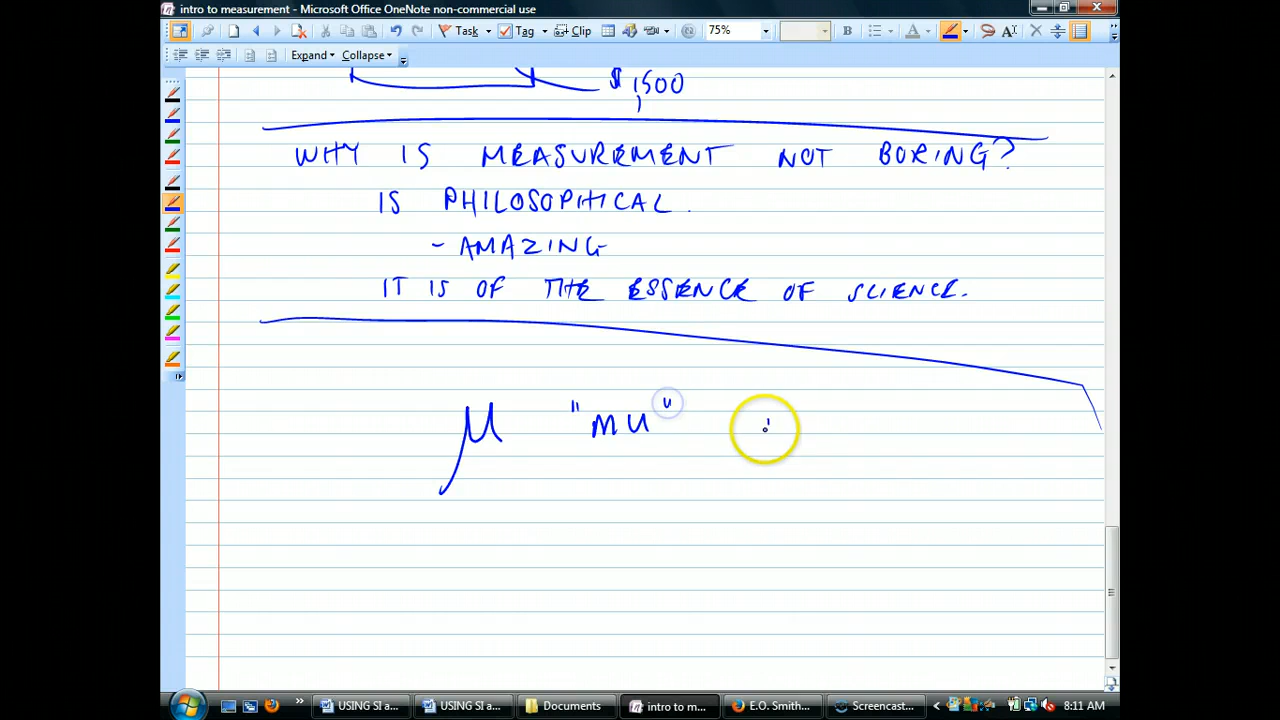 intro to measurement - Microsoft Office OneNote non-commercial use
Task Tag Clip 75% B A
Expand Collapse
$1,500
WHY IS MEASUREMENT NOT BORING?
IS PHILOSOPHICAL.
- AMAZING
IT IS OF THE ESSENCE OF SCIENCE.
μ "mu"
USING SI a... USING SI a... Documents intro to m... E.O. Smith... Screencast... 8:11 AM